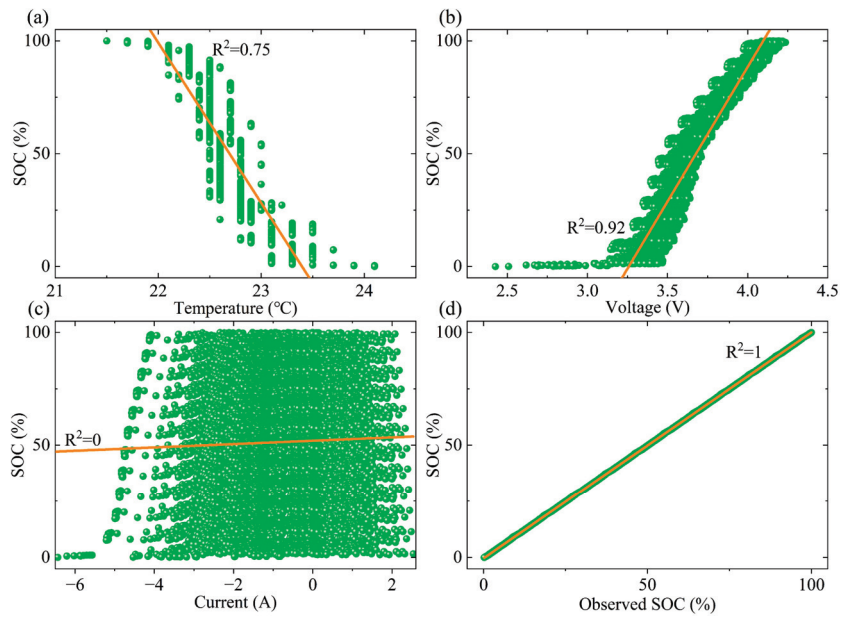 (a)
R²=0.75
SOC (%)
100
50
0
21
22
23
24
Temperature (℃)
(b)
R²=0.92
SOC (%)
100
50
0
2.5
3.0
3.5
4.0
4.5
Voltage (V)
(c)
R²=0
SOC (%)
100
50
0
−6
−4
−2
0
2
Current (A)
(d)
R²=1
SOC (%)
100
50
0
0
50
100
Observed SOC (%)